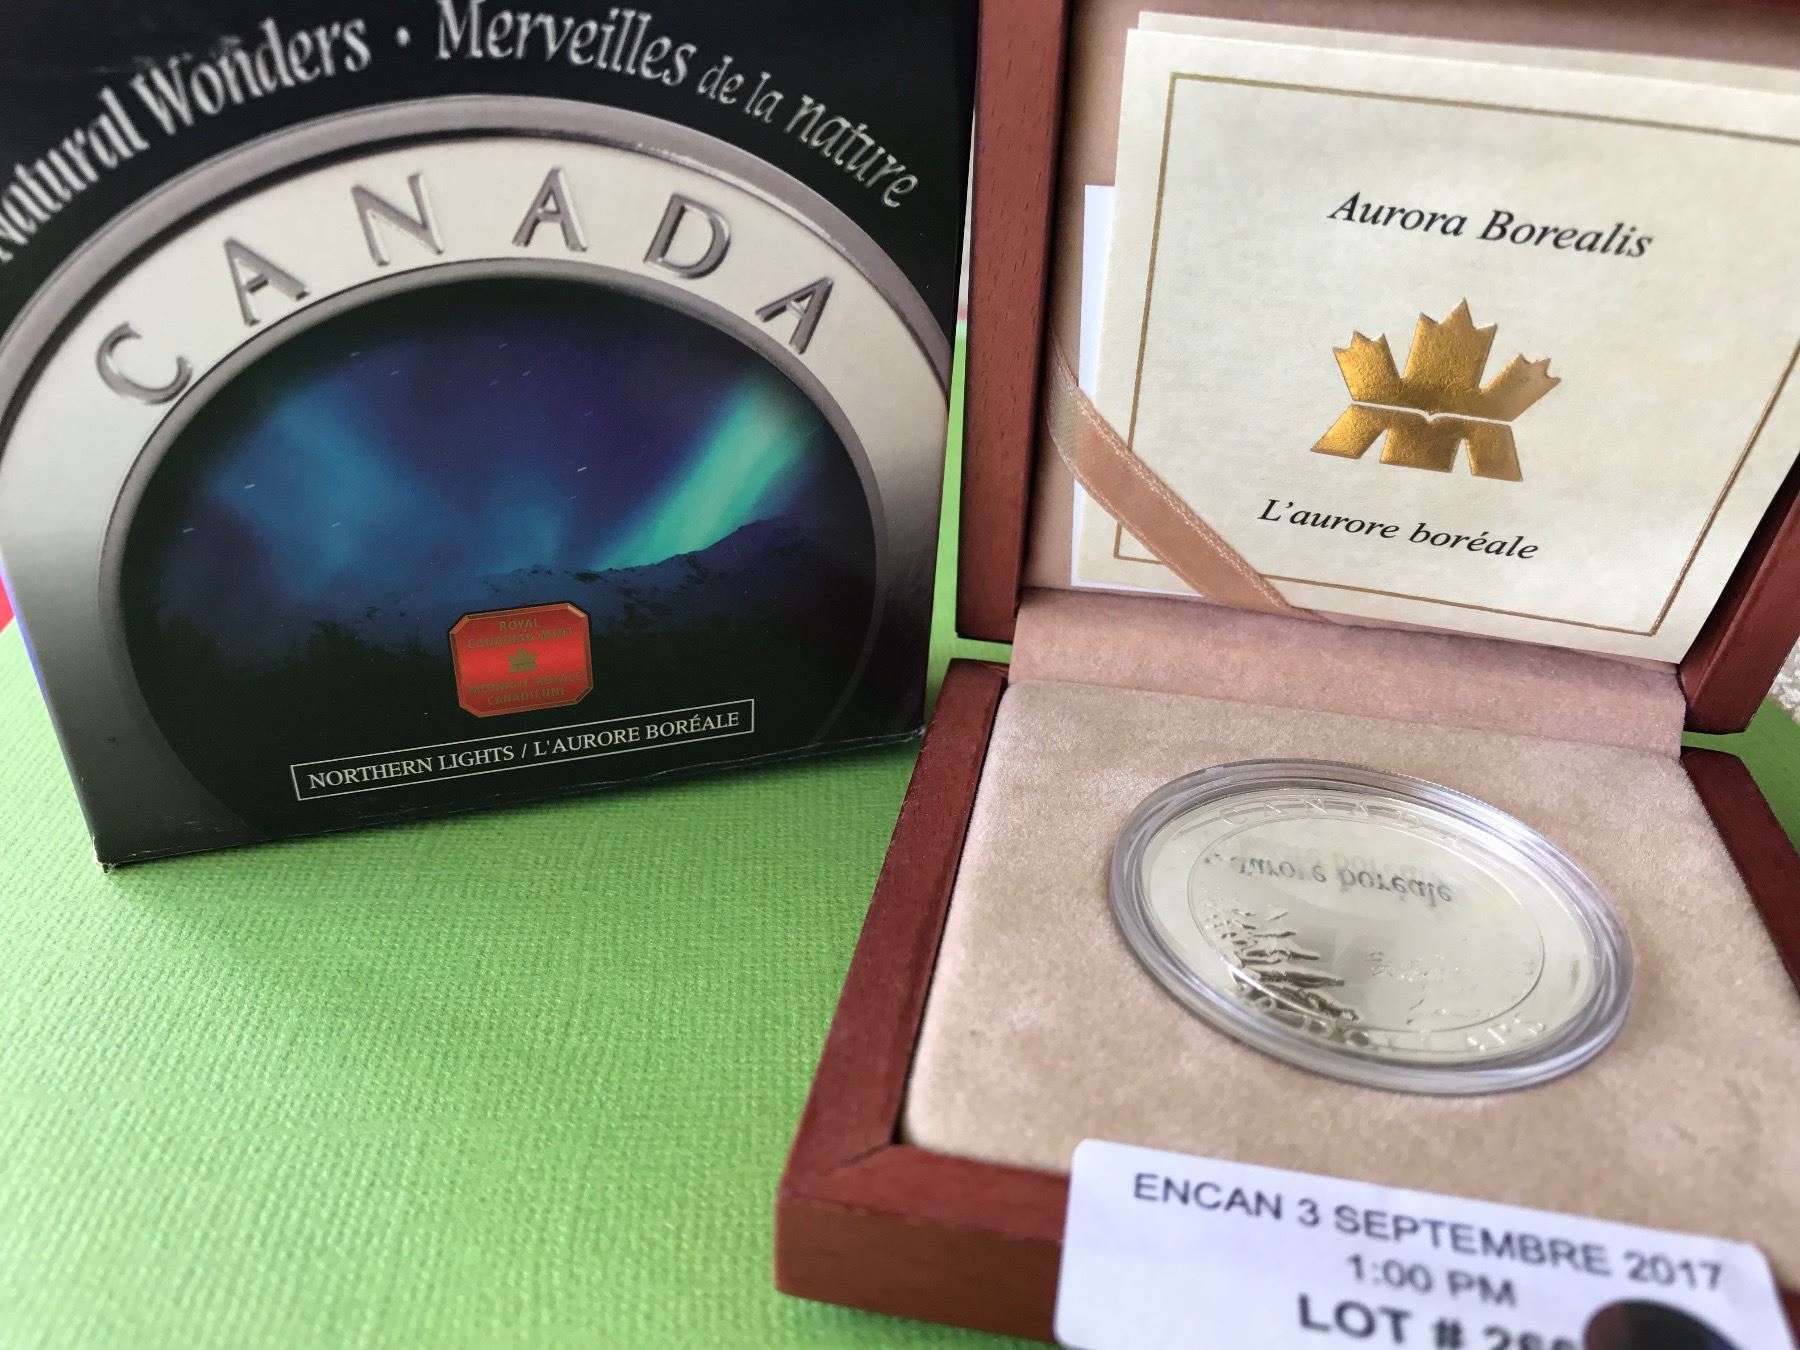 Natural Wonders · Merveilles de la nature
CANADA
ROYAL
CANADIAN MINT
MONNAIE ROYALE
CANADIENNE
NORTHERN LIGHTS / L'AURORE BORÉALE
Aurora Borealis
L'aurore boréale
CANADA
ENCAN 3 SEPTEMBRE 2017
1:00 PM
LOT #